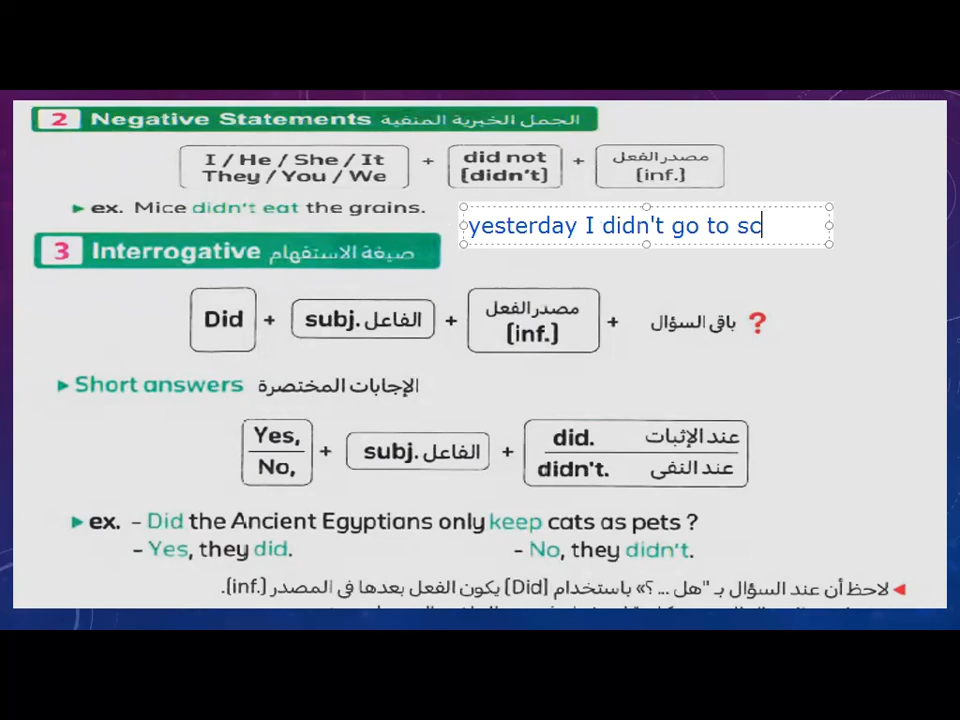 2 Negative Statements الجمل الخبرية المنفية
I / He / She / It
They / You / We
+ did not
(didn't)
+ مصدر الفعل
(inf.)
► ex. Mice didn't eat the grains.
yesterday I didn't go to sc
3 Interrogative صيغة الاستفهام
Did + subj. الفاعل + مصدر الفعل
(inf.)
+ باقى السؤال ?
► Short answers الإجابات المختصرة
Yes,
No,
+ subj. الفاعل +
did. عند الإثبات
didn't. عند النفى
► ex. - Did the Ancient Egyptians only keep cats as pets ?
- Yes, they did. - No, they didn't.
◄ لاحظ أن عند السؤال بـ "هل ... ؟» باستخدام (Did) يكون الفعل بعدها فى المصدر (inf.).